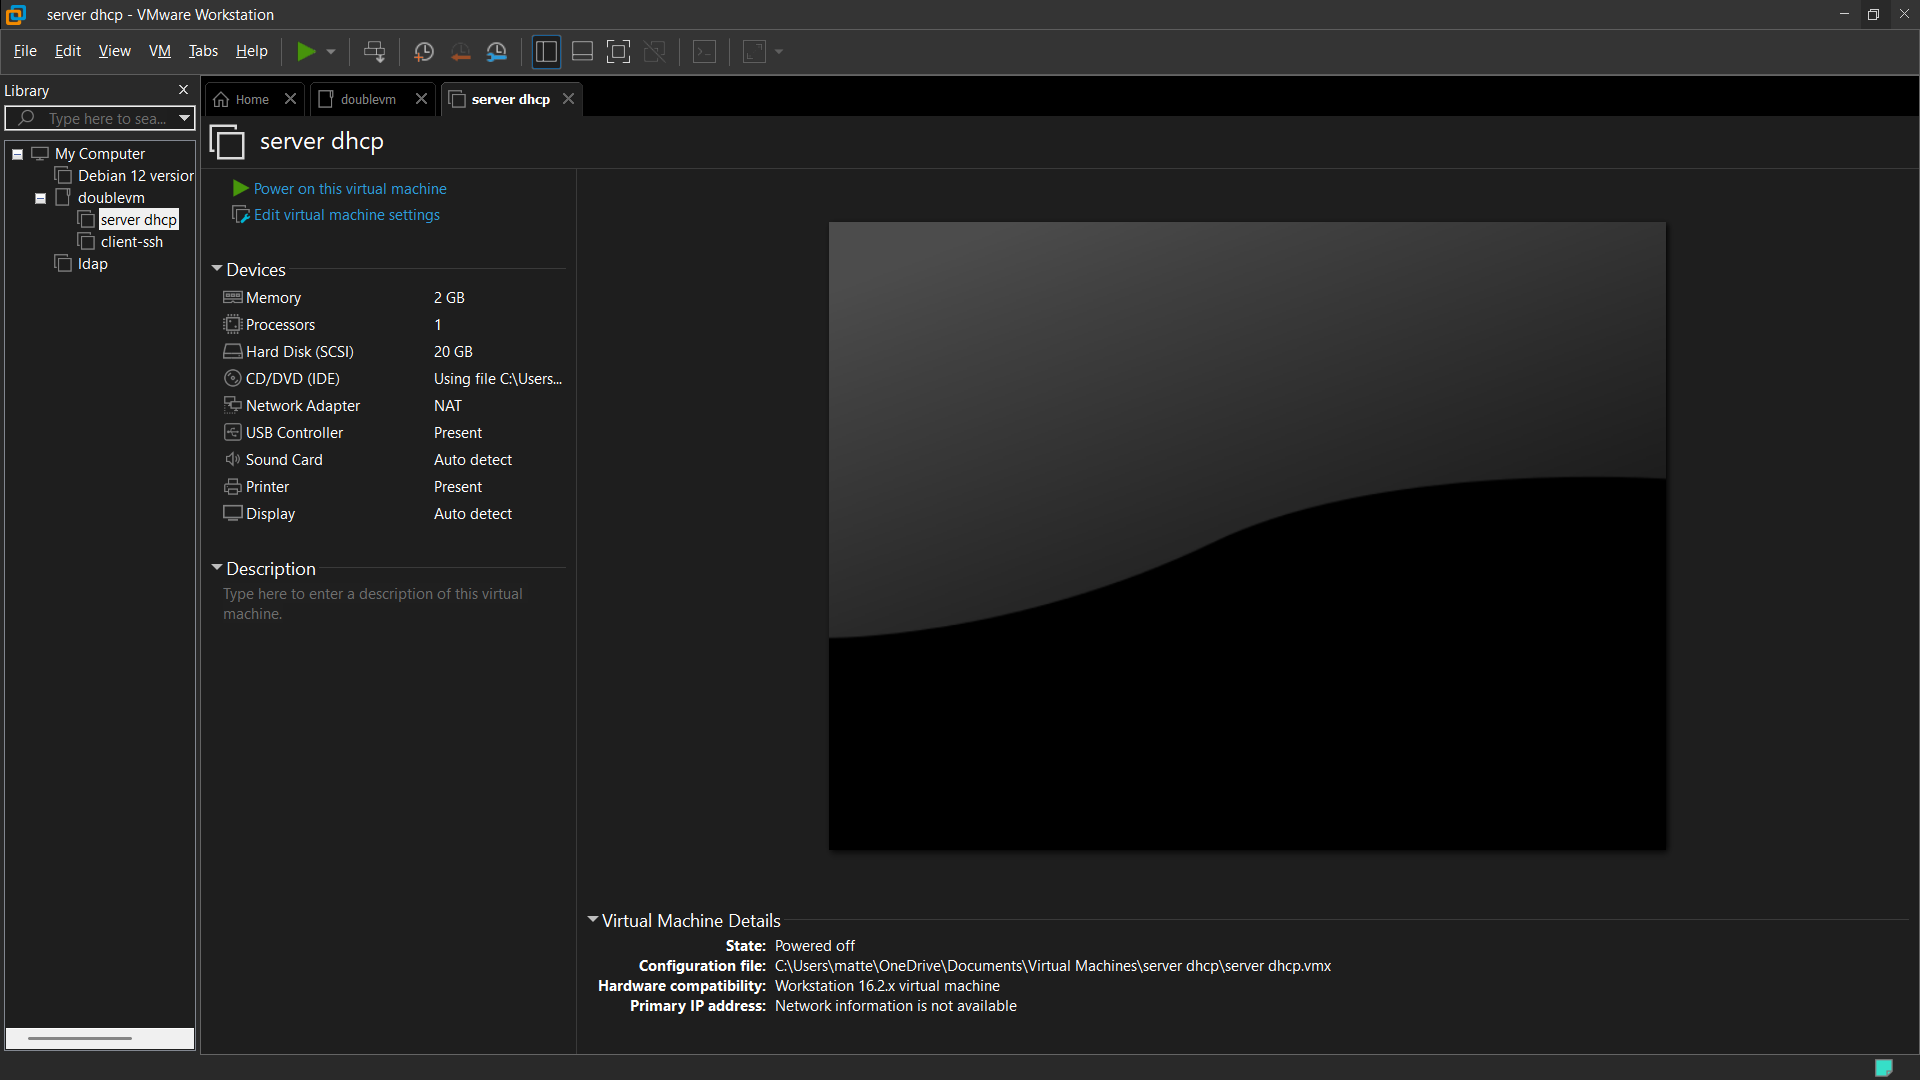 server dhcp - VMware Workstation
File Edit View VM Tabs Help
Library
Type here to sea...
My Computer
Debian 12 version
doublevm
server dhcp
client-ssh
ldap
Home
doublevm
server dhcp
server dhcp
Power on this virtual machine
Edit virtual machine settings
Devices
Memory 2 GB
Processors 1
Hard Disk (SCSI) 20 GB
CD/DVD (IDE) Using file C:\Users...
Network Adapter NAT
USB Controller Present
Sound Card Auto detect
Printer Present
Display Auto detect
Description
Type here to enter a description of this virtual
machine.
Virtual Machine Details
State: Powered off
Configuration file: C:\Users\matte\OneDrive\Documents\Virtual Machines\server dhcp\server dhcp.vmx
Hardware compatibility: Workstation 16.2.x virtual machine
Primary IP address: Network information is not available